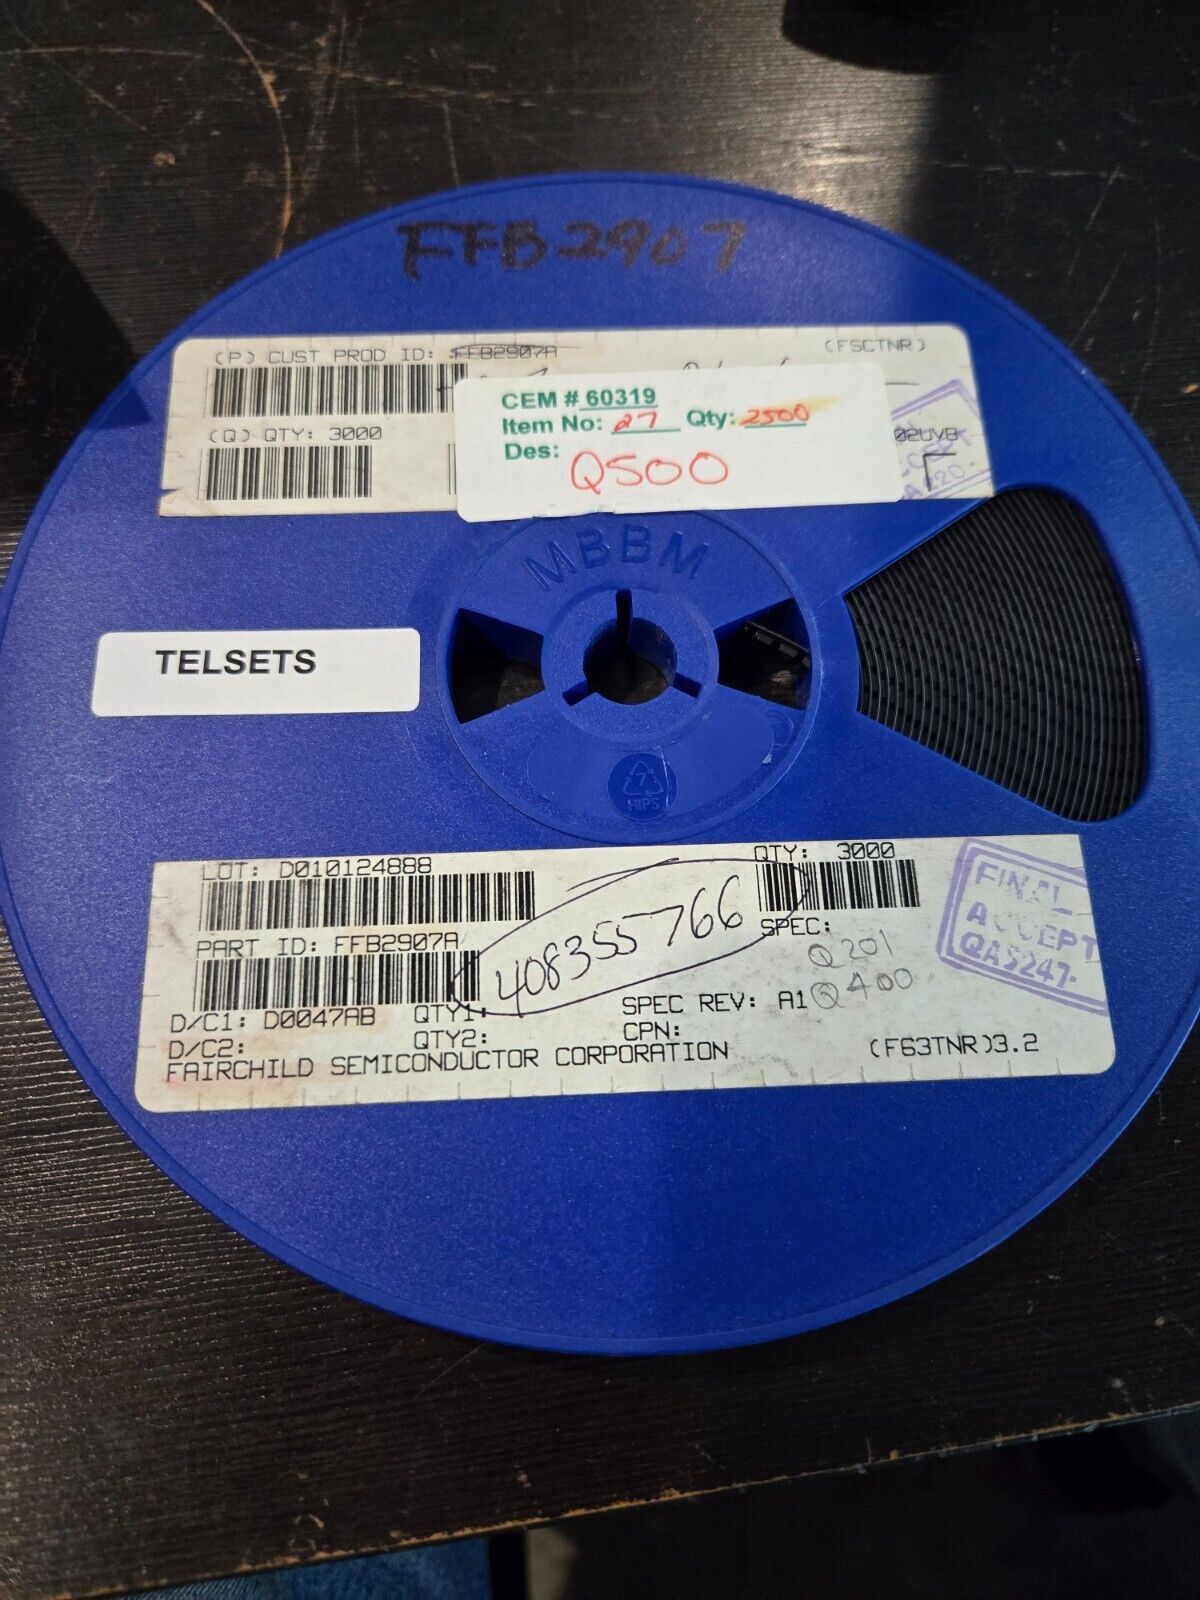 FFB2907
(P) CUST PROD ID: FFB2907A
(FSCTNR)
(Q) QTY: 3000
CEM # 60319
Item No: 27 Qty: 2500
Des: Q500
02UVB
MBBM
TELSETS
7
HIPS
LOT: D010124888
QTY: 3000
PART ID: FFB2907A
408355766
SPEC:
Q201
Q400
FINAL
ACCEPT
QAS247-
D/C1: D0047AB QTY1: SPEC REV: A1
D/C2: QTY2: CPN:
FAIRCHILD SEMICONDUCTOR CORPORATION (F63TNR)3.2